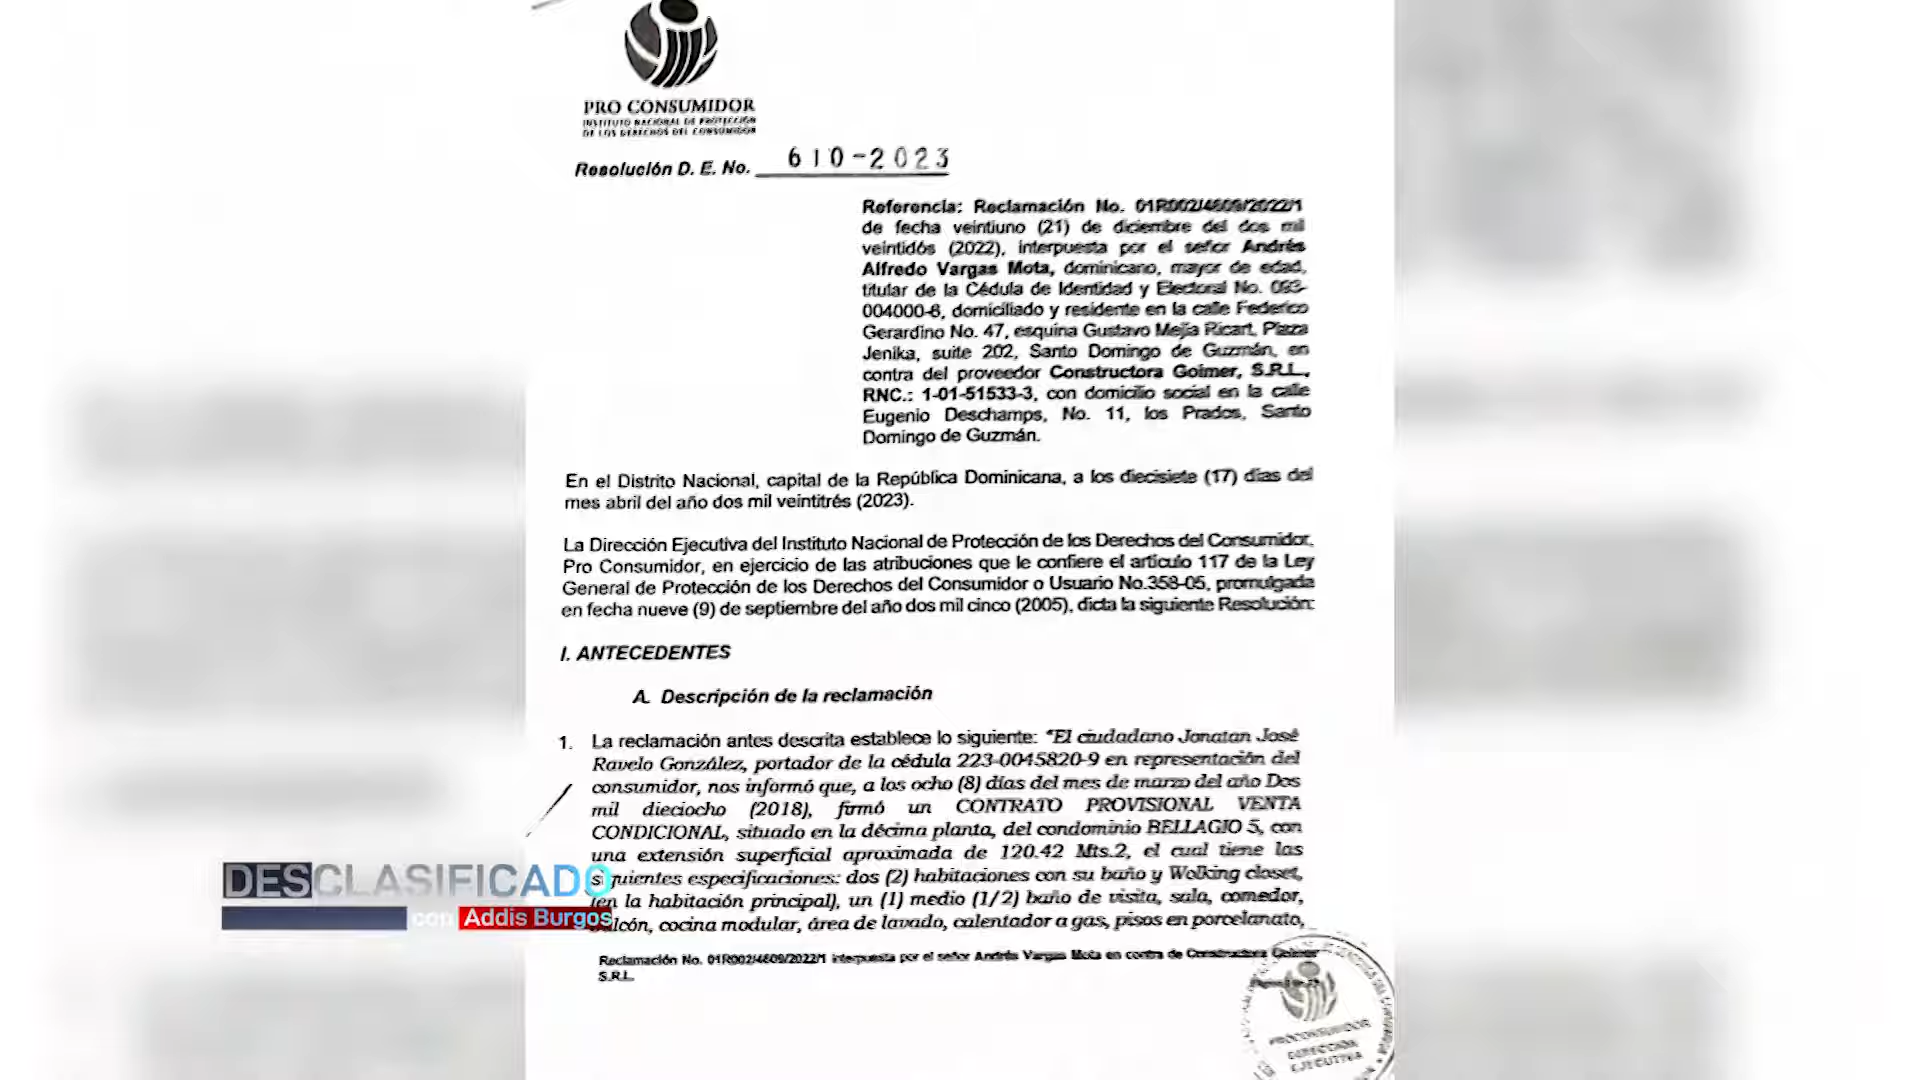 PRO CONSUMIDOR
INSTITUTO NACIONAL DE PROTECCIÓN
DE LOS DERECHOS DEL CONSUMIDOR
Resolución D. E. No. 610-2023
Referencia: Reclamación No. 01R002/4609/2022/1
de fecha veintiuno (21) de diciembre del dos mil
veintidós (2022), interpuesta por el señor Andrés
Alfredo Vargas Mota, dominicano, mayor de edad,
titular de la Cédula de Identidad y Electoral No. 093-
004000-6, domiciliado y residente en la calle Federico
Gerardino No. 47, esquina Gustavo Mejía Ricart, Plaza
Jenika, suite 202, Santo Domingo de Guzmán, en
contra del proveedor Constructora Goimer, S.R.L.,
RNC.: 1-01-51533-3, con domicilio social en la calle
Eugenio Deschamps, No. 11, los Prados, Santo
Domingo de Guzmán.
En el Distrito Nacional, capital de la República Dominicana, a los diecisiete (17) días del
mes abril del año dos mil veintitrés (2023).
La Dirección Ejecutiva del Instituto Nacional de Protección de los Derechos del Consumidor,
Pro Consumidor, en ejercicio de las atribuciones que le confiere el artículo 117 de la Ley
General de Protección de los Derechos del Consumidor o Usuario No.358-05, promulgada
en fecha nueve (9) de septiembre del año dos mil cinco (2005), dicta la siguiente Resolución:
I. ANTECEDENTES
A. Descripción de la reclamación
1. La reclamación antes descrita establece lo siguiente: "El ciudadano Jonatan José
Ravelo González, portador de la cédula 223-0045820-9 en representación del
consumidor, nos informó que, a los ocho (8) días del mes de marzo del año Dos
mil dieciocho (2018), firmó un CONTRATO PROVISIONAL VENTA
CONDICIONAL, situado en la décima planta, del condominio BELLAGIO 5, con
una extensión superficial aproximada de 120.42 Mts.2, el cual tiene las
siguientes especificaciones: dos (2) habitaciones con su baño y Wolking closet,
(en la habitación principal), un (1) medio (1/2) baño de visita, sala, comedor,
balcón, cocina modular, área de lavado, calentador a gas, pisos en porcelanato,
Reclamación No. 01R002/4609/2022/1 interpuesta por el señor Andrés Vargas Mota en contra de Constructora Goimer
S.R.L.
PROCONSUMIDOR
DIRECCIÓN
EJECUTIVA
DESCLASIFICADO
con Addis Burgos